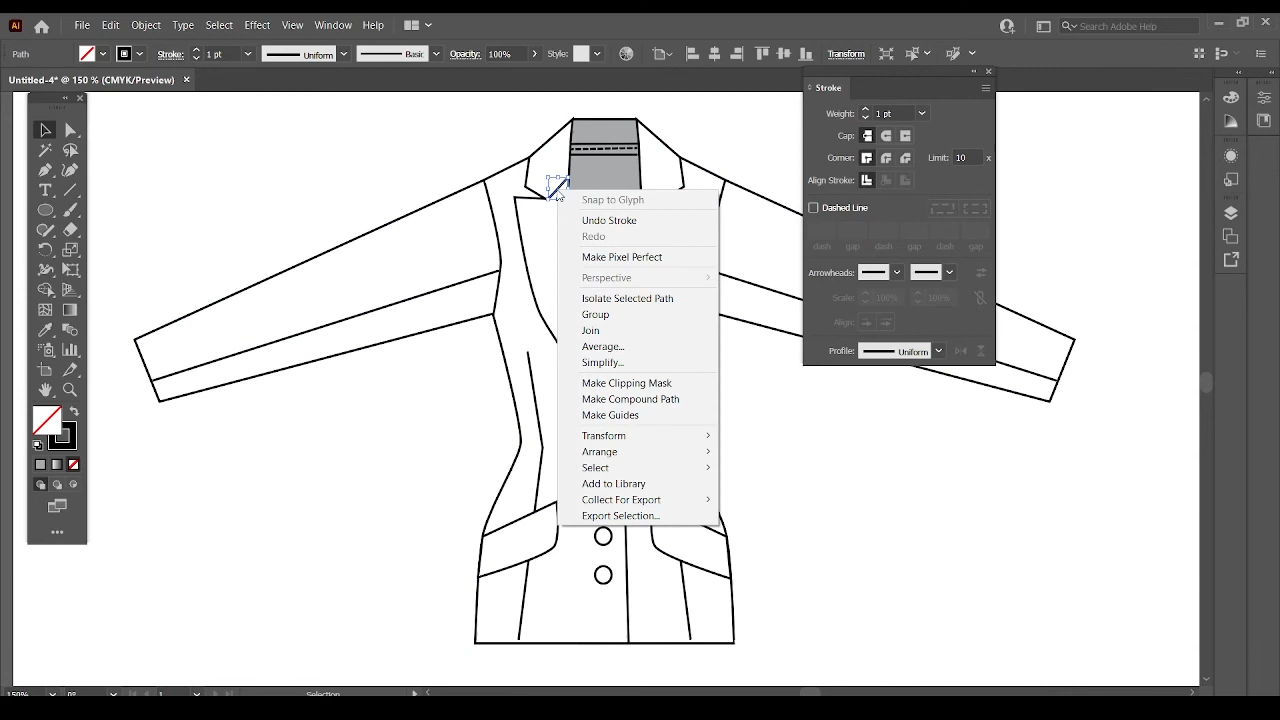 Ai File Edit Object Type Select Effect View Window Help Search Adobe Help
Path Stroke: 1 pt Uniform Basic Opacity: 100% Style: Transform
Untitled-4* @ 150 % (CMYK/Preview)
Stroke
Weight: 1 pt
Cap:
Corner: Limit: 10 x
Align Stroke:
Dashed Line
dash gap dash gap dash gap
Arrowheads:
Scale: 100% 100%
Align:
Profile: Uniform
Snap to Glyph
Undo Stroke
Redo
Make Pixel Perfect
Perspective
Isolate Selected Path
Group
Join
Average...
Simplify...
Make Clipping Mask
Make Compound Path
Make Guides
Transform
Arrange
Select
Add to Library
Collect For Export
Export Selection...
150% 0° 1 Selection